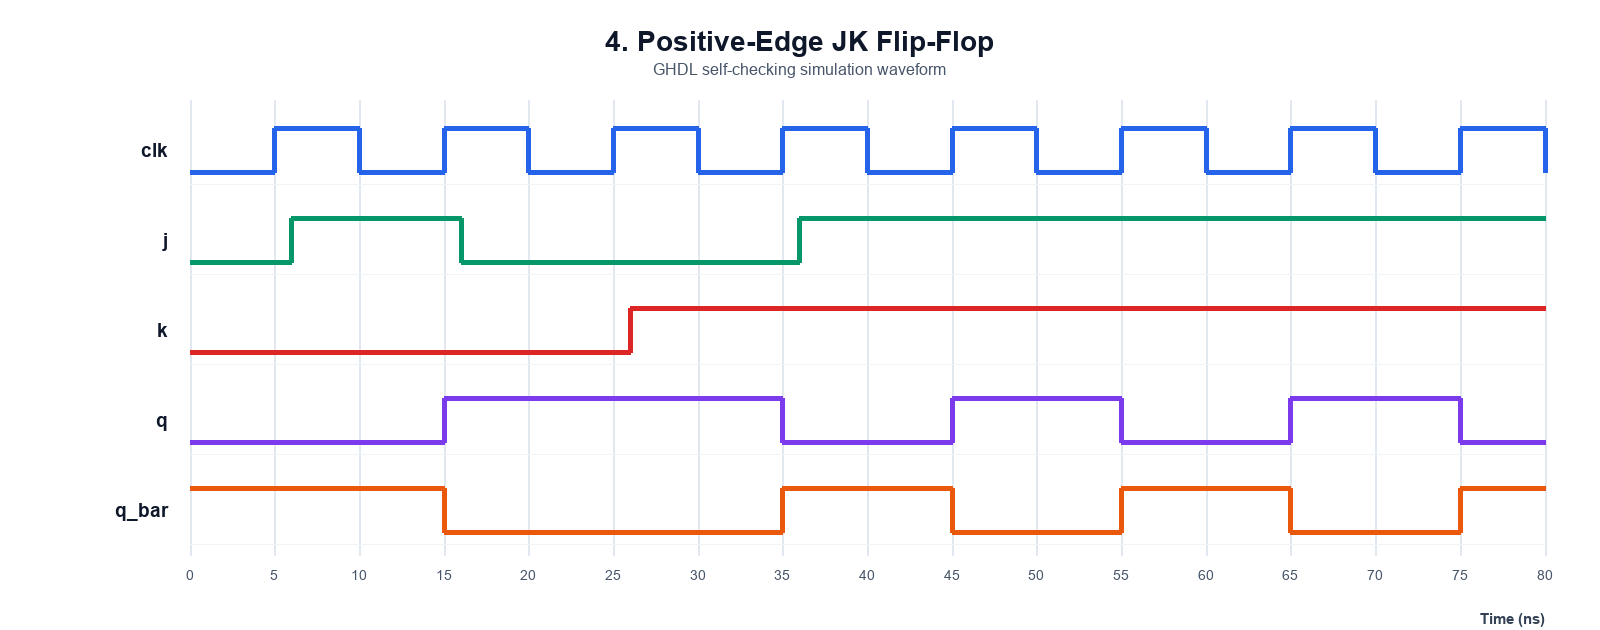 4. Positive-Edge JK Flip-Flop
GHDL self-checking simulation waveform
clk
j
k
q
q_bar
0 5 10 15 20 25 30 35 40 45 50 55 60 65 70 75 80
Time (ns)